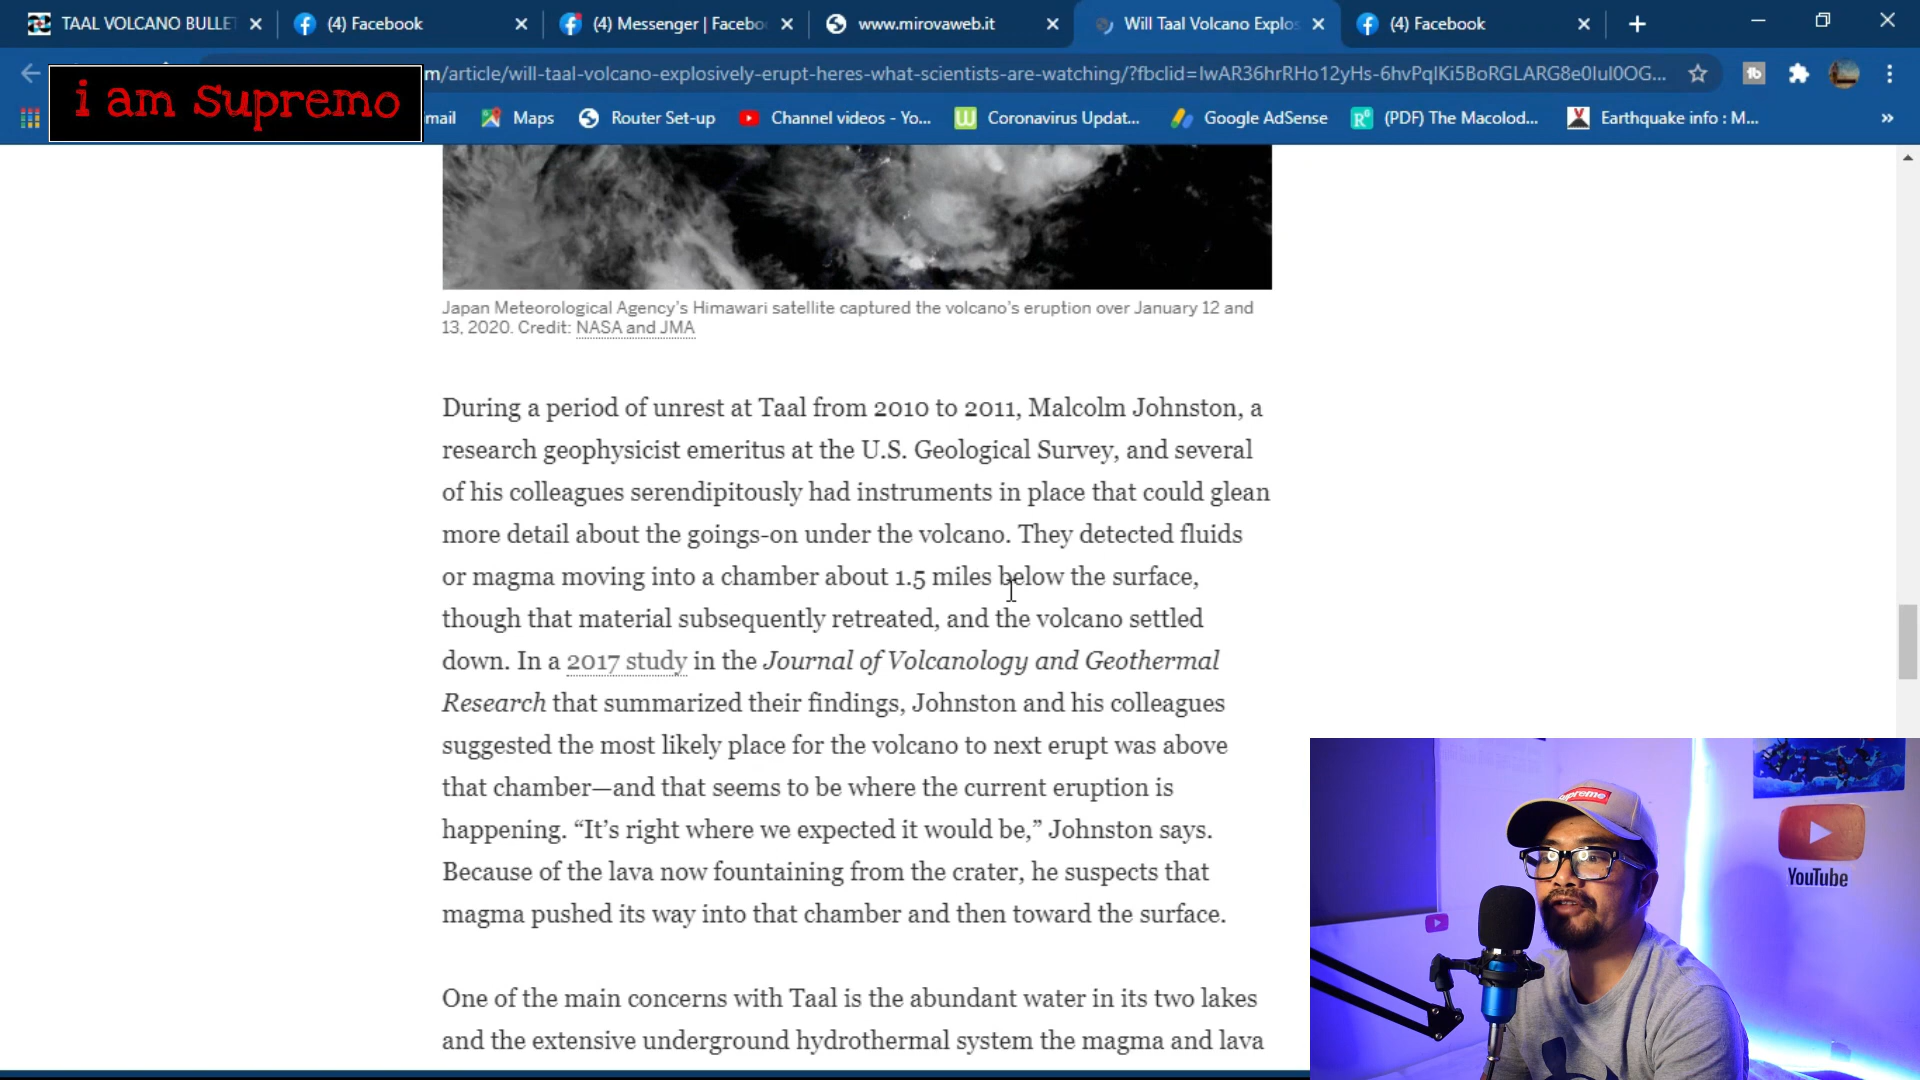 TAAL VOLCANO BULLET
(4) Facebook
(4) Messenger | Facebo
www.mirovaweb.it
Will Taal Volcano Explos
(4) Facebook
i am supremo
m/article/will-taal-volcano-explosively-erupt-heres-what-scientists-are-watching/?fbclid=IwAR36hrRHo12yHs-6hvPqlKi5BoRGLARG8e0Iul0OG...
mail
Maps
Router Set-up
Channel videos - Yo...
Coronavirus Updat...
Google AdSense
(PDF) The Macolod...
Earthquake info : M...
»
Japan Meteorological Agency's Himawari satellite captured the volcano's eruption over January 12 and
13, 2020. Credit: NASA and JMA
During a period of unrest at Taal from 2010 to 2011, Malcolm Johnston, a
research geophysicist emeritus at the U.S. Geological Survey, and several
of his colleagues serendipitously had instruments in place that could glean
more detail about the goings-on under the volcano. They detected fluids
or magma moving into a chamber about 1.5 miles below the surface,
though that material subsequently retreated, and the volcano settled
down. In a 2017 study in the Journal of Volcanology and Geothermal
Research that summarized their findings, Johnston and his colleagues
suggested the most likely place for the volcano to next erupt was above
that chamber—and that seems to be where the current eruption is
happening. “It’s right where we expected it would be,” Johnston says.
Because of the lava now fountaining from the crater, he suspects that
magma pushed its way into that chamber and then toward the surface.
One of the main concerns with Taal is the abundant water in its two lakes
and the extensive underground hydrothermal system the magma and lava
Supreme
YouTube